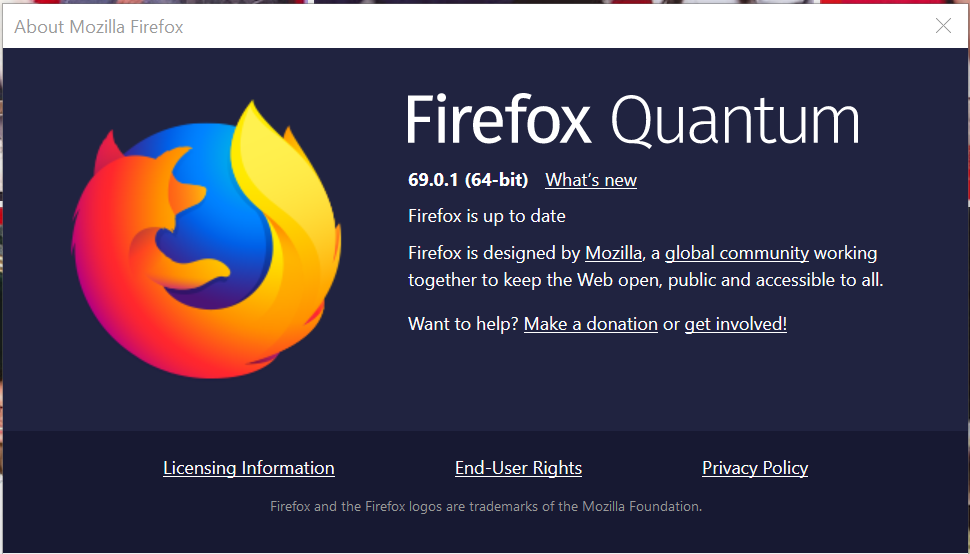 About Mozilla Firefox
Firefox Quantum
69.0.1 (64-bit) What's new
Firefox is up to date
Firefox is designed by Mozilla, a global community working
together to keep the Web open, public and accessible to all.
Want to help? Make a donation or get involved!
Licensing Information End-User Rights Privacy Policy
Firefox and the Firefox logos are trademarks of the Mozilla Foundation.